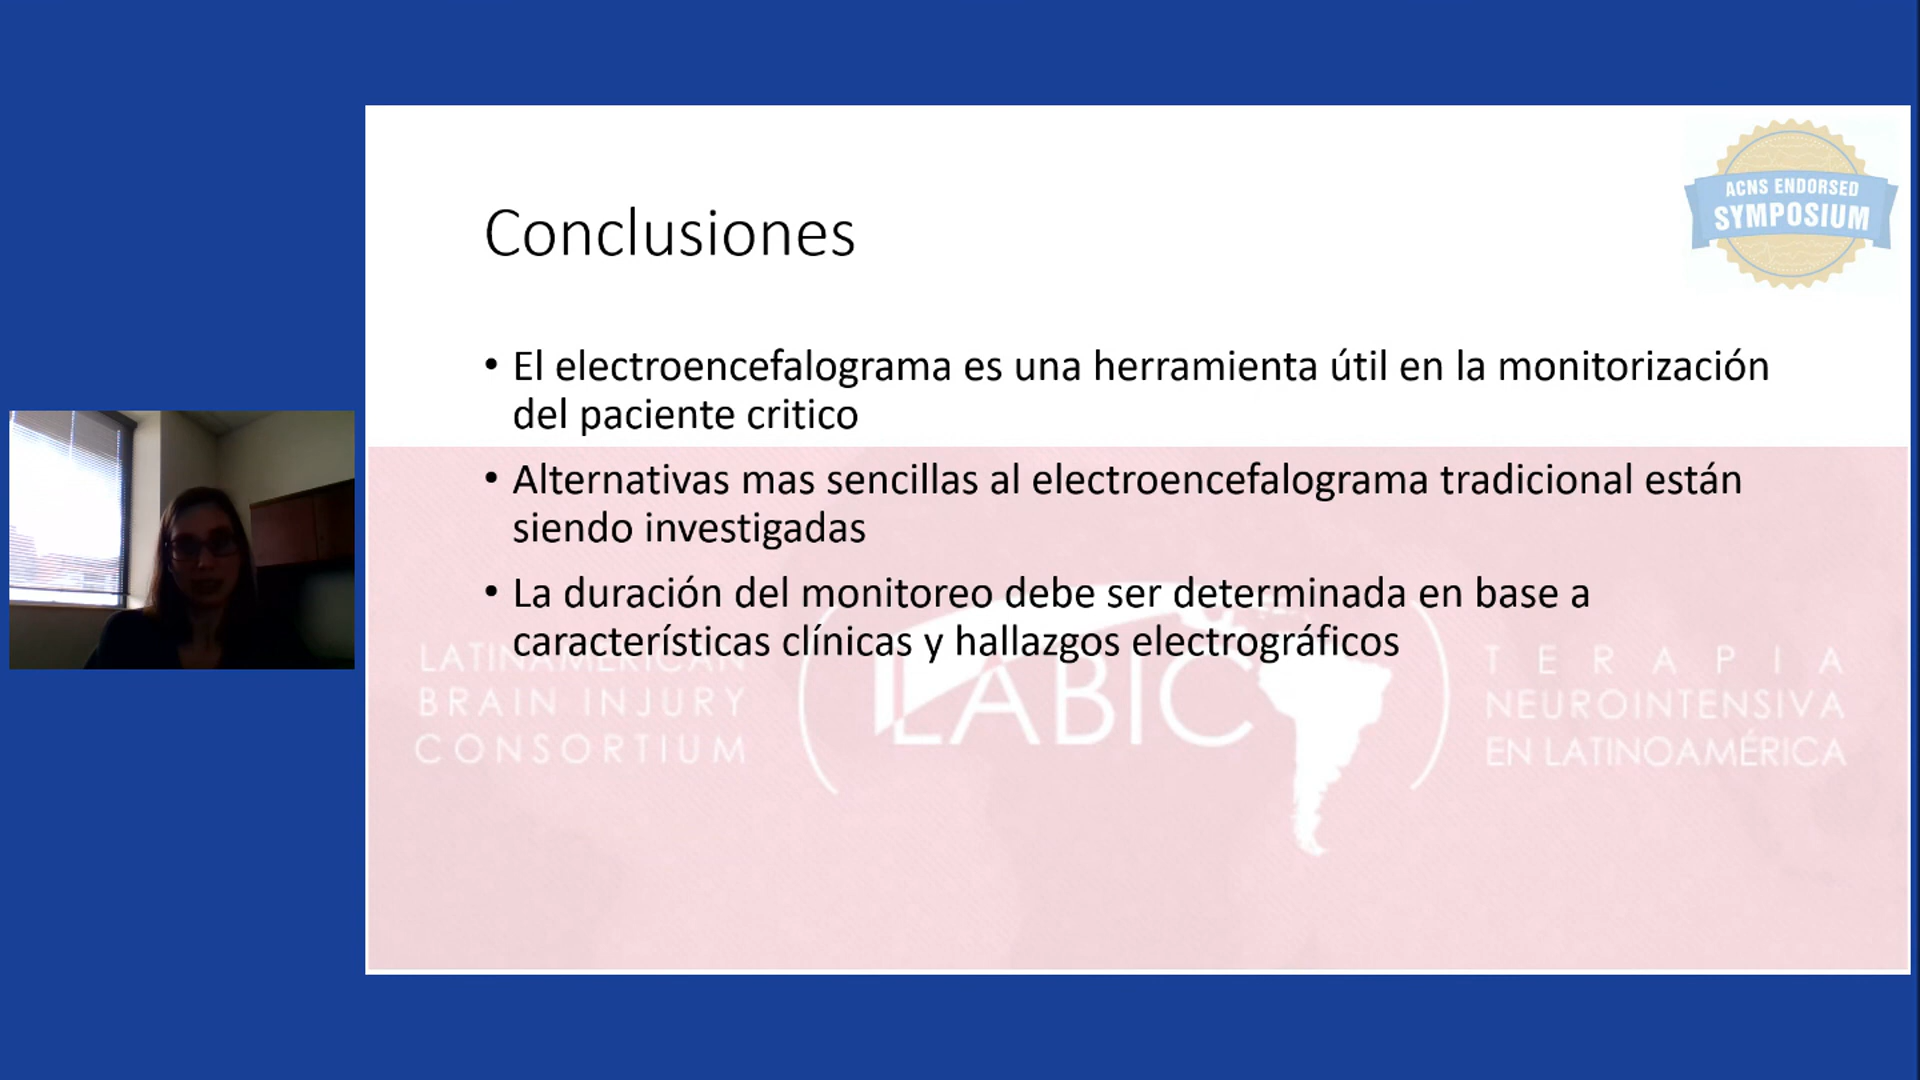 ACNS ENDORSED
SYMPOSIUM
Conclusiones
• El electroencefalograma es una herramienta útil en la monitorización
del paciente critico
• Alternativas mas sencillas al electroencefalograma tradicional están
siendo investigadas
• La duración del monitoreo debe ser determinada en base a
características clínicas y hallazgos electrográficos
LATINAMERICAN
BRAIN INJURY
CONSORTIUM
LABIC
TERAPIA
NEUROINTENSIVA
EN LATINOAMÉRICA